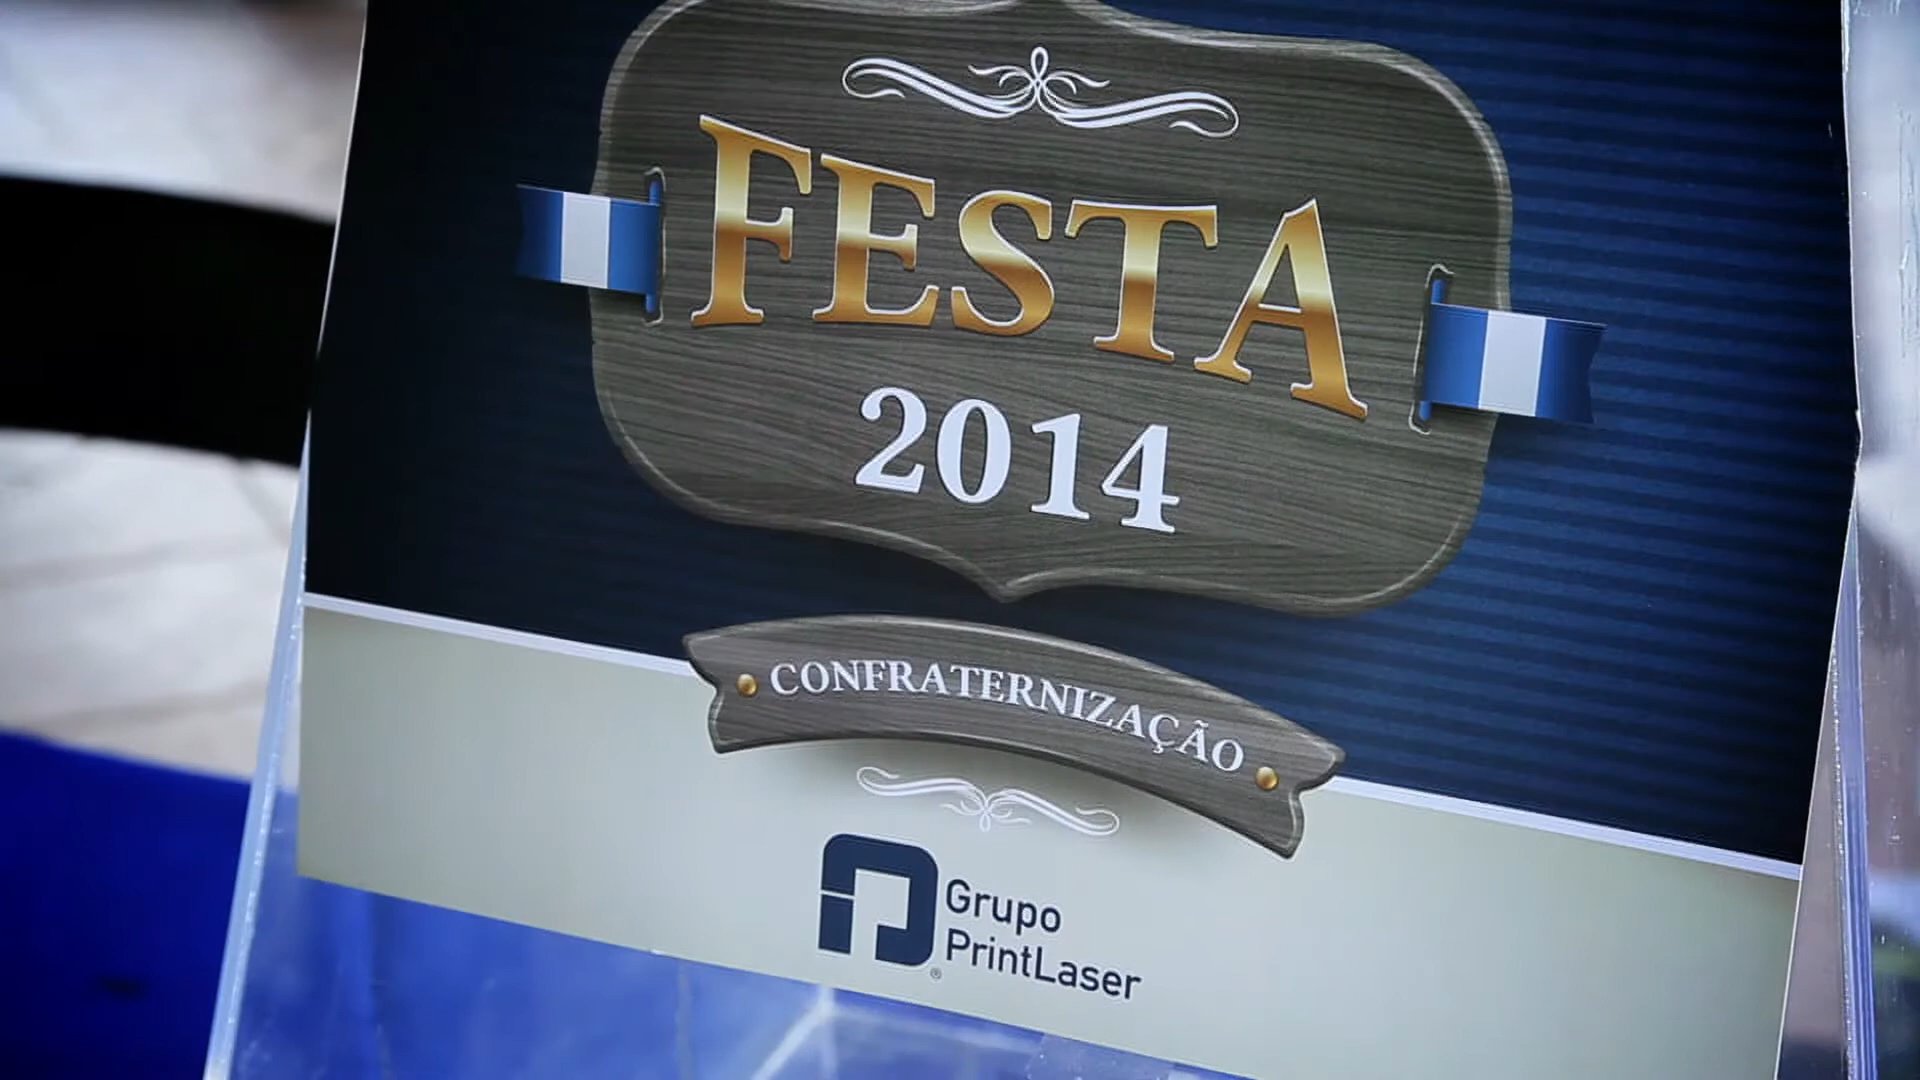 FESTA
2014
CONFRATERNIZAÇÃO
Grupo
PrintLaser